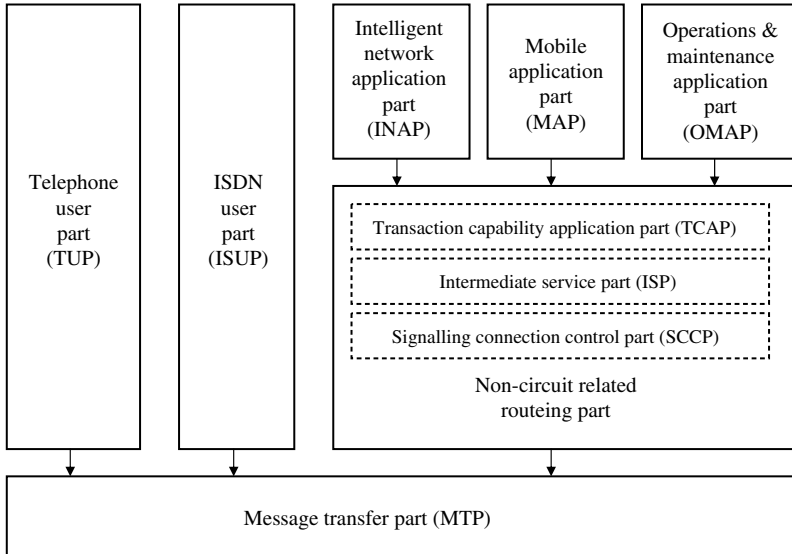 Telephone
user
part
(TUP)
ISDN
user
part
(ISUP)
Intelligent
network
application
part
(INAP)
Mobile
application
part
(MAP)
Operations &
maintenance
application
part
(OMAP)
Transaction capability application part (TCAP)
Intermediate service part (ISP)
Signalling connection control part (SCCP)
Non-circuit related
routeing part
Message transfer part (MTP)